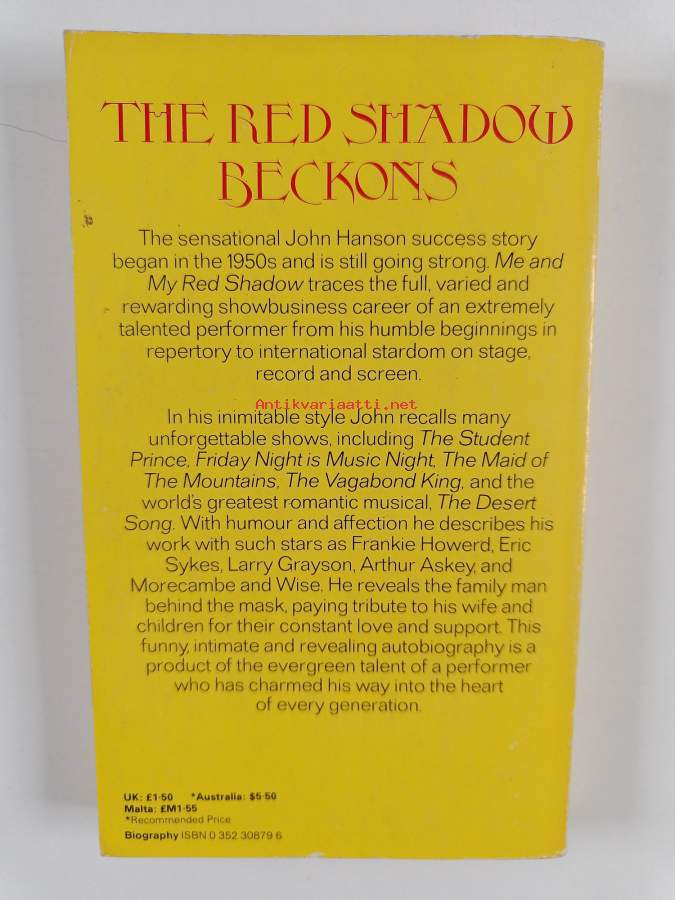 THE RED SHADOW
BECKONS
The sensational John Hanson success story
began in the 1950s and is still going strong. Me and
My Red Shadow traces the full, varied and
rewarding showbusiness career of an extremely
talented performer from his humble beginnings in
repertory to international stardom on stage,
record and screen.
Antikvariaatti.net
In his inimitable style John recalls many
unforgettable shows, including The Student
Prince, Friday Night is Music Night, The Maid of
The Mountains, The Vagabond King, and the
world's greatest romantic musical, The Desert
Song. With humour and affection he describes his
work with such stars as Frankie Howerd, Eric
Sykes, Larry Grayson, Arthur Askey, and
Morecambe and Wise. He reveals the family man
behind the mask, paying tribute to his wife and
children for their constant love and support. This
funny, intimate and revealing autobiography is a
product of the evergreen talent of a performer
who has charmed his way into the heart
of every generation.
UK: £1·50 *Australia: $5·50
Malta: £M1·55
*Recommended Price
Biography ISBN 0 352 30879 6